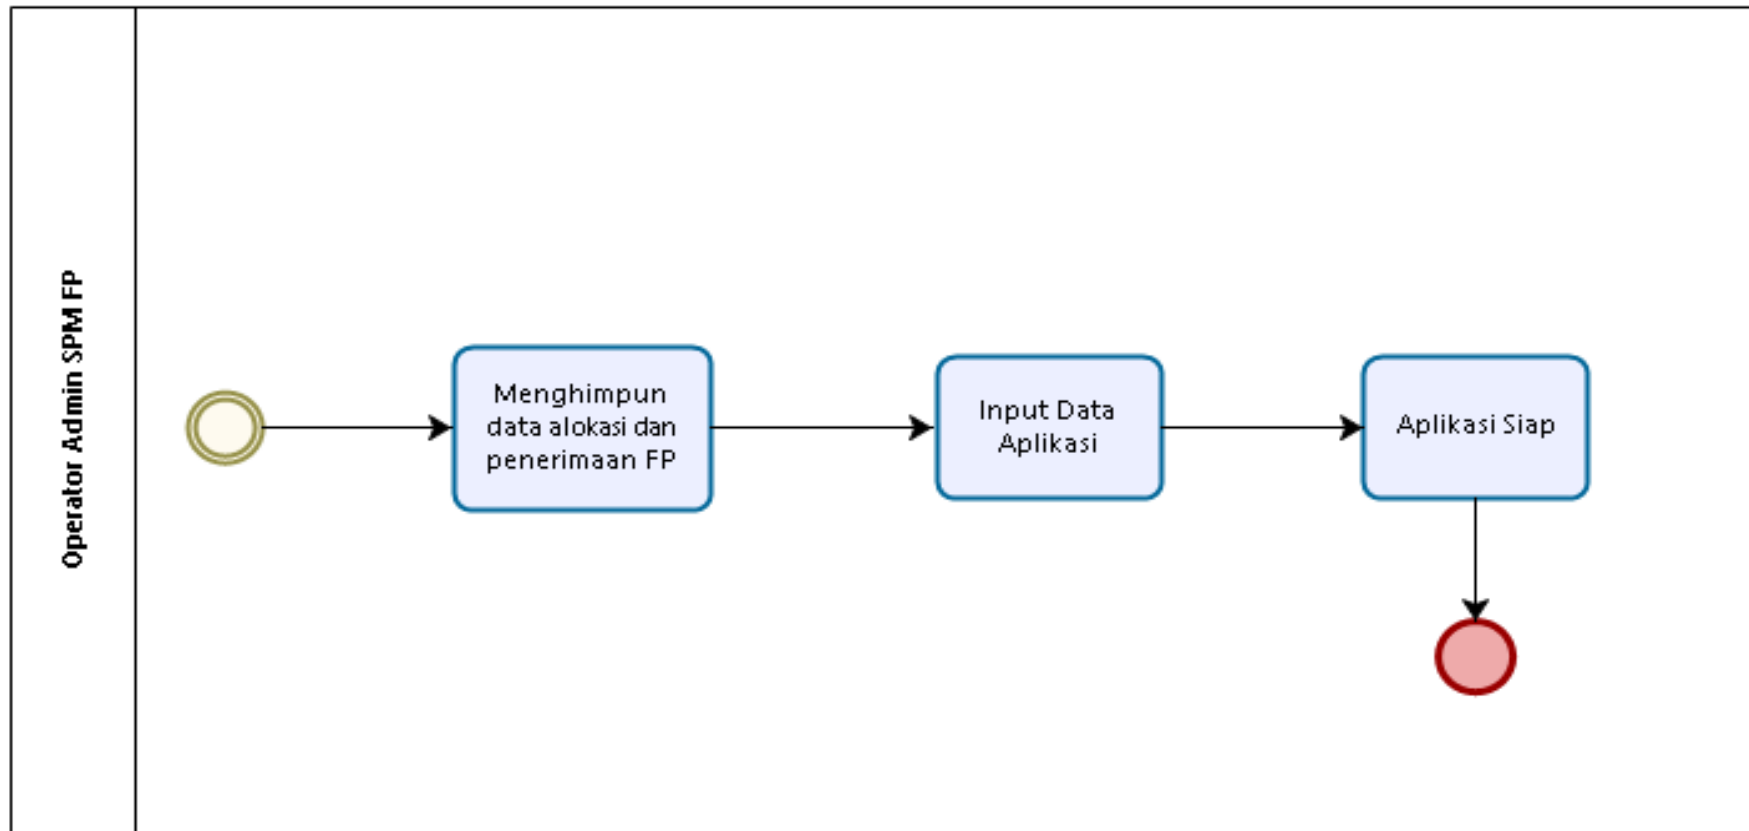 Operator Admin SPM FP
Menghimpun
data alokasi dan
penerimaan FP
Input Data
Aplikasi
Aplikasi Siap